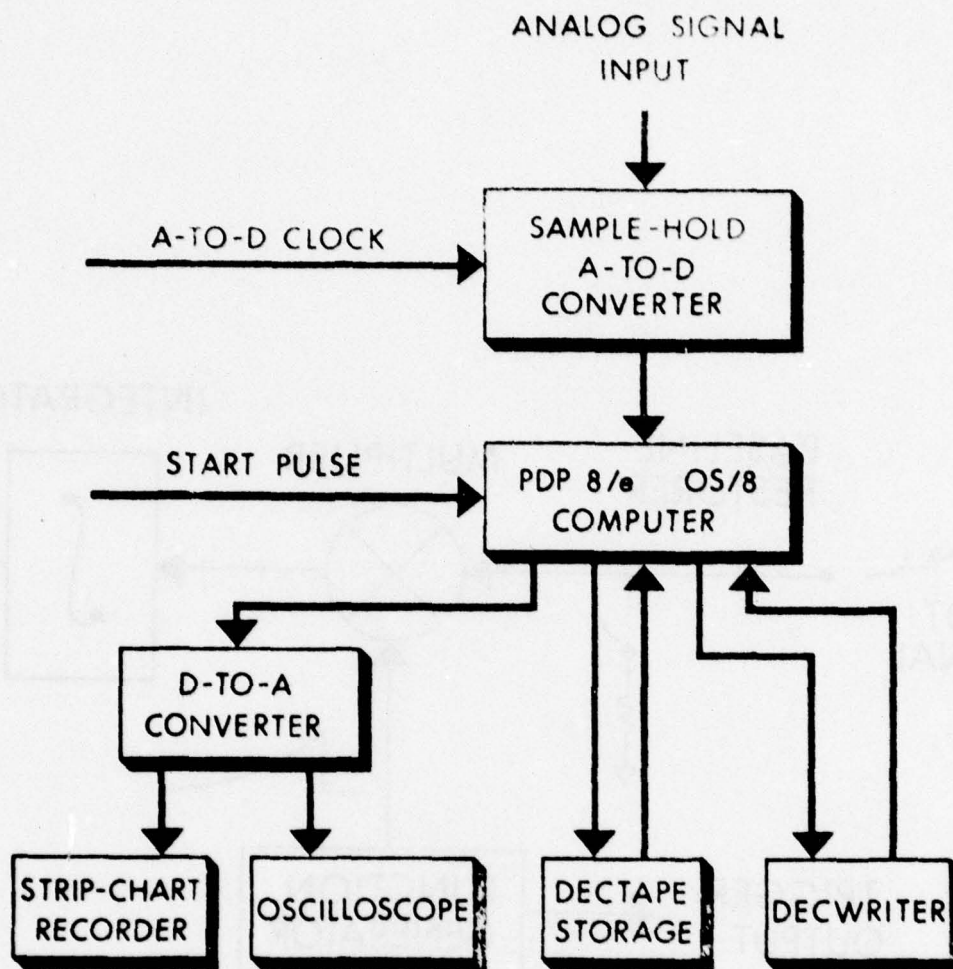 ANALOG SIGNAL
INPUT
A-TO-D CLOCK
SAMPLE-HOLD
A-TO-D
CONVERTER
START PULSE
PDP 8/e OS/8
COMPUTER
D-TO-A
CONVERTER
STRIP-CHART
RECORDER
OSCILLOSCOPE
DECTAPE
STORAGE
DECWRITER